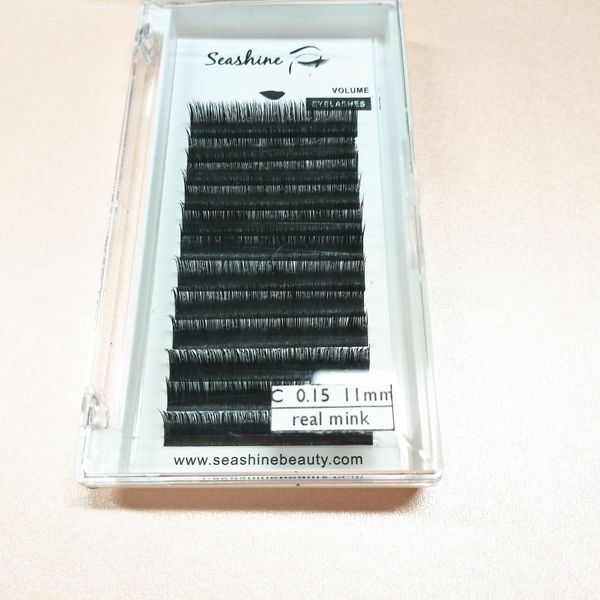 Seashine
VOLUME
EYELASHES
C 0.15 11mm
real mink
www.seashinebeauty.com